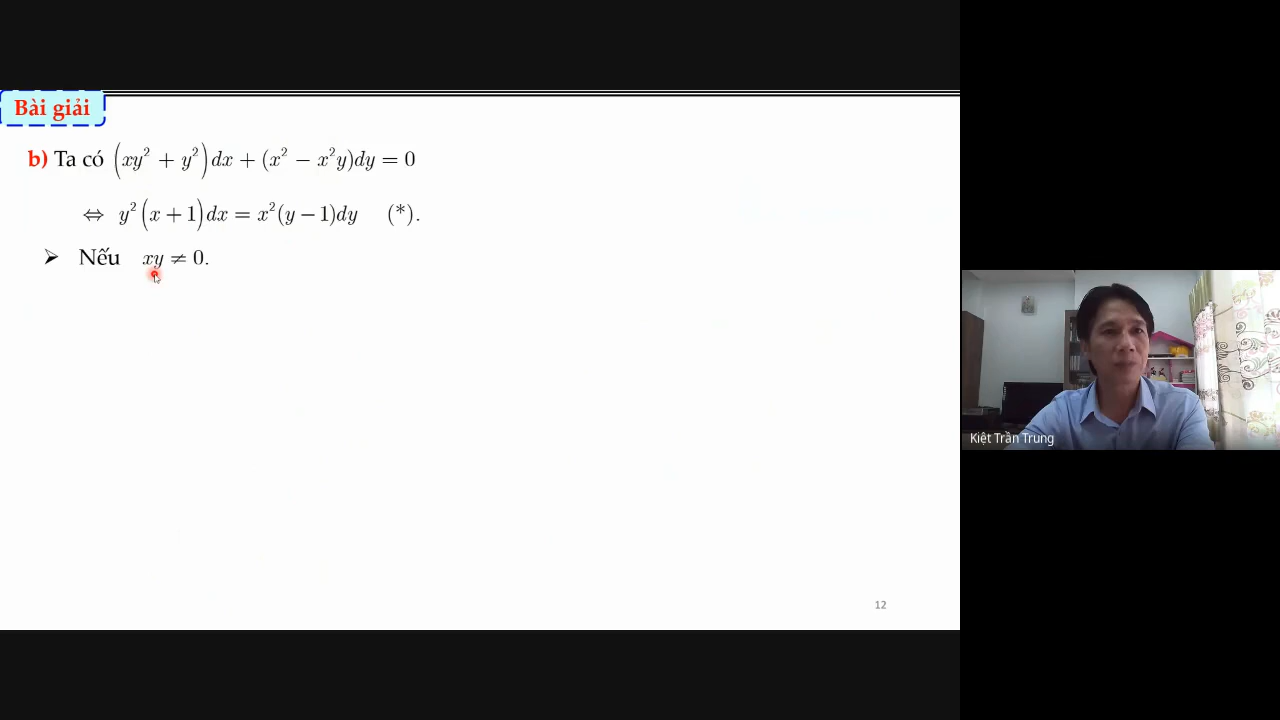 Bài giải
b) Ta có (xy² + y²)dx + (x² − x²y)dy = 0
⇔ y²(x + 1)dx = x²(y − 1)dy (*).
➢ Nếu xy ≠ 0.
Kiệt Trần Trung
12